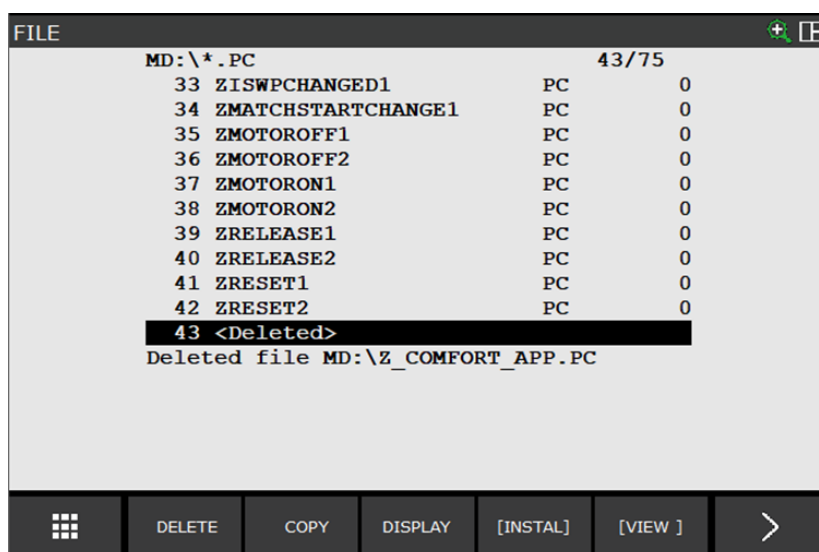 FILE
MD:\*.PC 43/75
33 ZISWPCHANGED1 PC 0
34 ZMATCHSTARTCHANGE1 PC 0
35 ZMOTOROFF1 PC 0
36 ZMOTOROFF2 PC 0
37 ZMOTORON1 PC 0
38 ZMOTORON2 PC 0
39 ZRELEASE1 PC 0
40 ZRELEASE2 PC 0
41 ZRESET1 PC 0
42 ZRESET2 PC 0
43 <Deleted>
Deleted file MD:\Z_COMFORT_APP.PC
DELETE COPY DISPLAY [INSTAL] [VIEW ] >